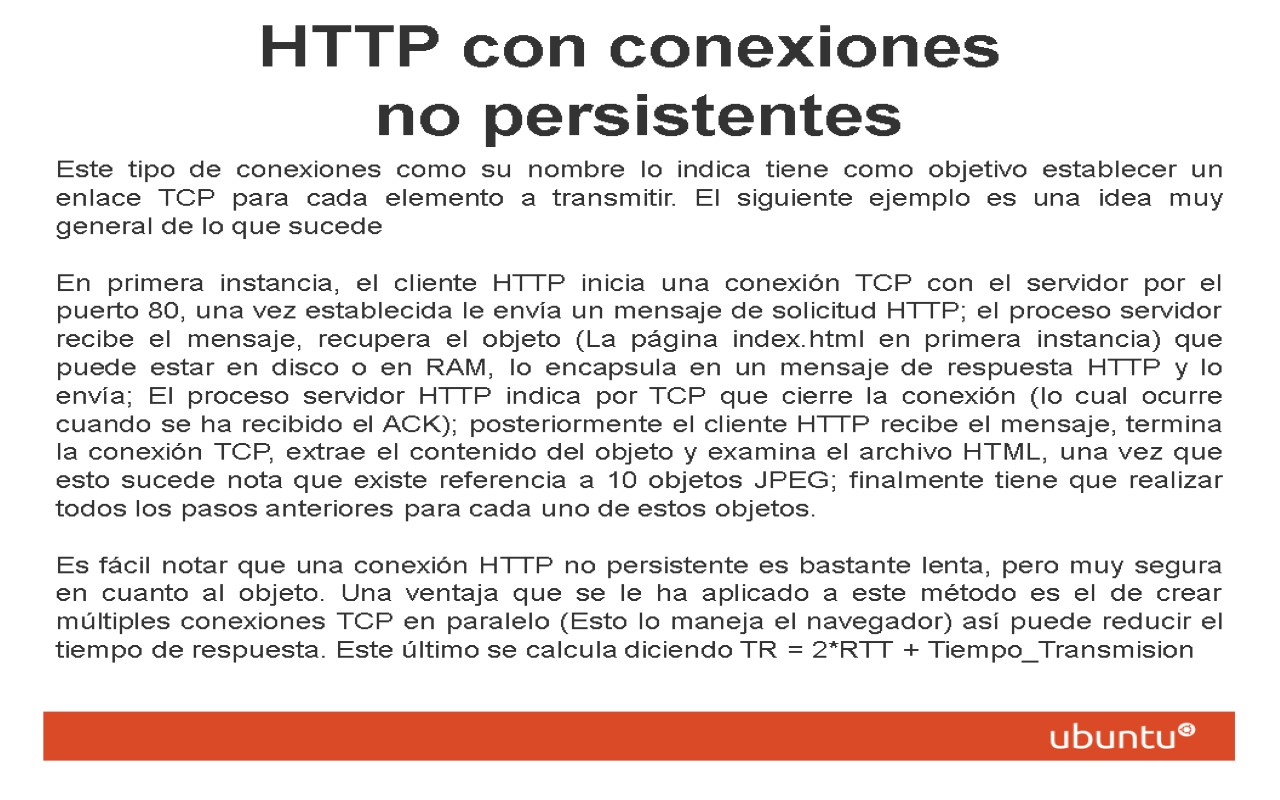 HTTP con conexiones
no persistentes
Este tipo de conexiones como su nombre lo indica tiene como objetivo establecer un
enlace TCP para cada elemento a transmitir. El siguiente ejemplo es una idea muy
general de lo que sucede
En primera instancia, el cliente HTTP inicia una conexión TCP con el servidor por el
puerto 80, una vez establecida le envía un mensaje de solicitud HTTP; el proceso servidor
recibe el mensaje, recupera el objeto (La página index.html en primera instancia) que
puede estar en disco o en RAM, lo encapsula en un mensaje de respuesta HTTP y lo
envía; El proceso servidor HTTP indica por TCP que cierre la conexión (lo cual ocurre
cuando se ha recibido el ACK); posteriormente el cliente HTTP recibe el mensaje, termina
la conexión TCP, extrae el contenido del objeto y examina el archivo HTML, una vez que
esto sucede nota que existe referencia a 10 objetos JPEG; finalmente tiene que realizar
todos los pasos anteriores para cada uno de estos objetos.
Es fácil notar que una conexión HTTP no persistente es bastante lenta, pero muy segura
en cuanto al objeto. Una ventaja que se le ha aplicado a este método es el de crear
múltiples conexiones TCP en paralelo (Esto lo maneja el navegador) así puede reducir el
tiempo de respuesta. Este último se calcula diciendo TR = 2*RTT + Tiempo_Transmision
ubuntu